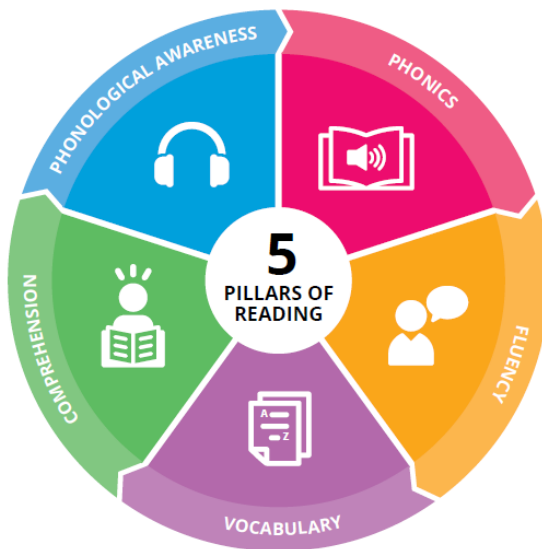 5
PILLARS OF
READING
PHONOLOGICAL AWARENESS
PHONICS
FLUENCY
VOCABULARY
COMPREHENSION
A
Z